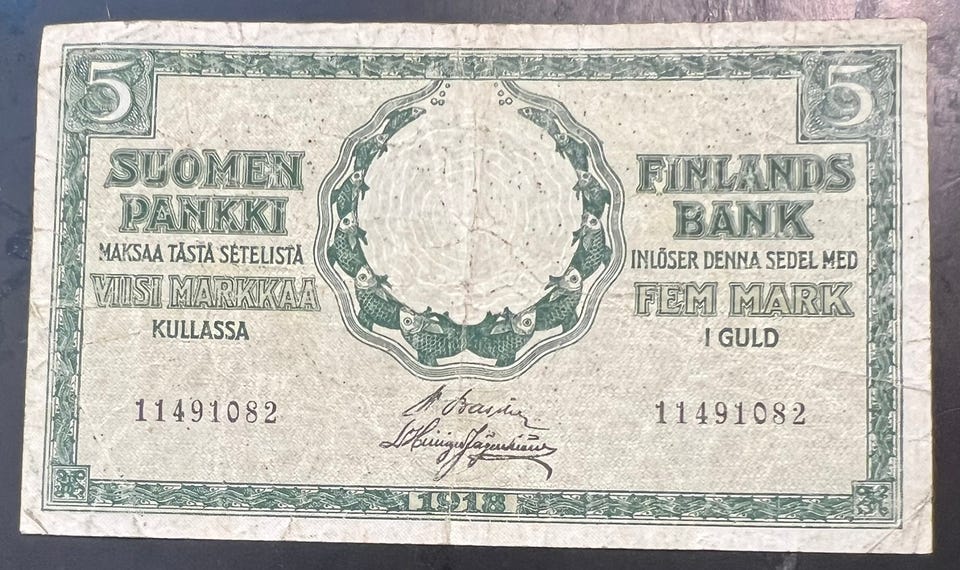 5 5
SUOMEN
PANKKI
MAKSAA TÄSTÄ SETELISTÄ
VIISI MARKKAA
KULLASSA
11491082
FINLANDS
BANK
INLÖSER DENNA SEDEL MED
FEM MARK
I GULD
11491082
1918